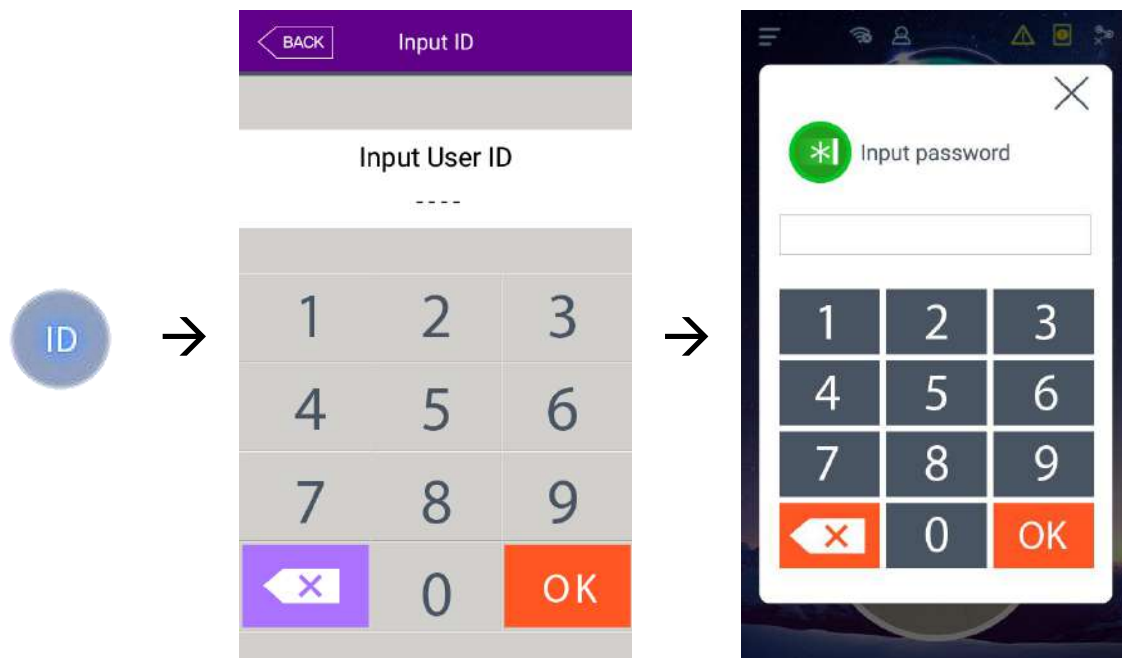 ID
BACK Input ID
Input User ID
----
1 2 3
4 5 6
7 8 9
0 OK
Input password
1 2 3
4 5 6
7 8 9
0 OK